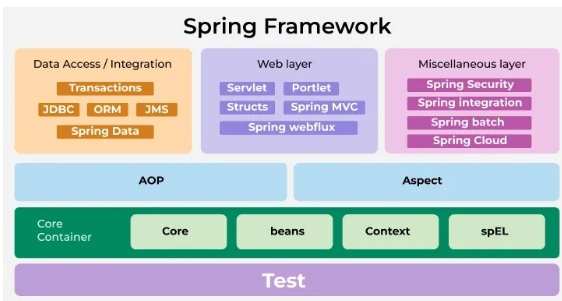 Spring Framework
Data Access / Integration
Transactions
JDBC ORM JMS
Spring Data
Web layer
Servlet Portlet
Structs Spring MVC
Spring webflux
Miscellaneous layer
Spring Security
Spring integration
Spring batch
Spring Cloud
AOP Aspect
Core
Container
Core beans Context spEL
Test